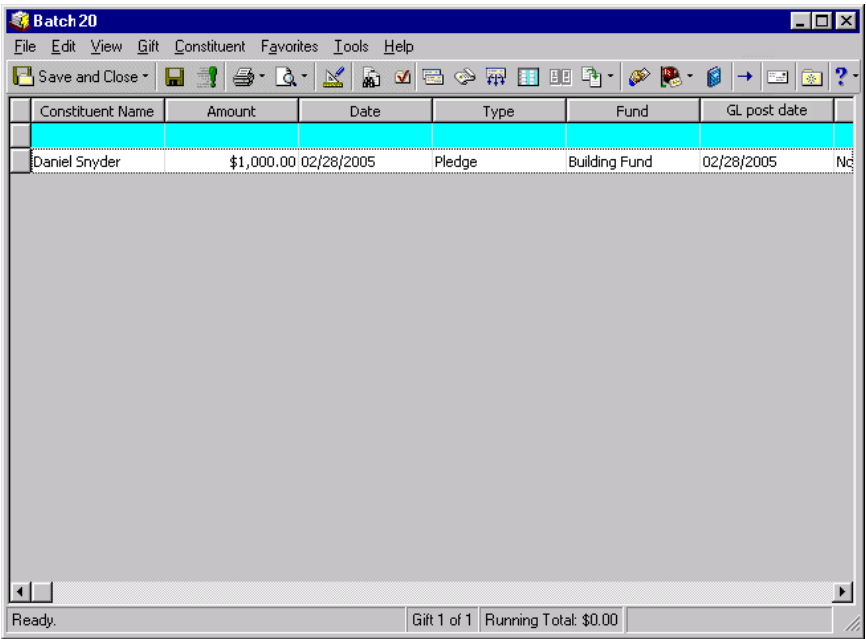 Batch 20
File Edit View Gift Constituent Favorites Tools Help
Save and Close ?
Constituent Name Amount Date Type Fund GL post date
Daniel Snyder $1,000.00 02/28/2005 Pledge Building Fund 02/28/2005
Ready. Gift 1 of 1 Running Total: $0.00